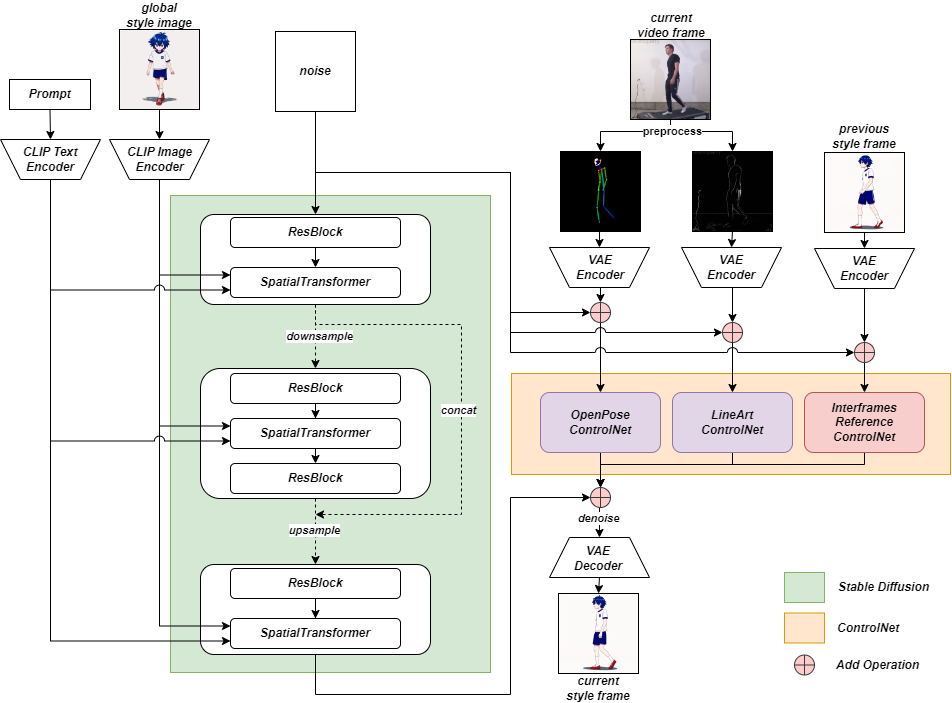 global
style image
current
video frame
noise
Prompt
preprocess
previous
style frame
CLIP Text
Encoder
CLIP Image
Encoder
ResBlock
SpatialTransformer
VAE
Encoder
VAE
Encoder
VAE
Encoder
downsample
ResBlock
SpatialTransformer
ResBlock
concat
OpenPose
ControlNet
LineArt
ControlNet
Interframes
Reference
ControlNet
upsample
denoise
VAE
Decoder
ResBlock
SpatialTransformer
current
style frame
Stable Diffusion
ControlNet
Add Operation